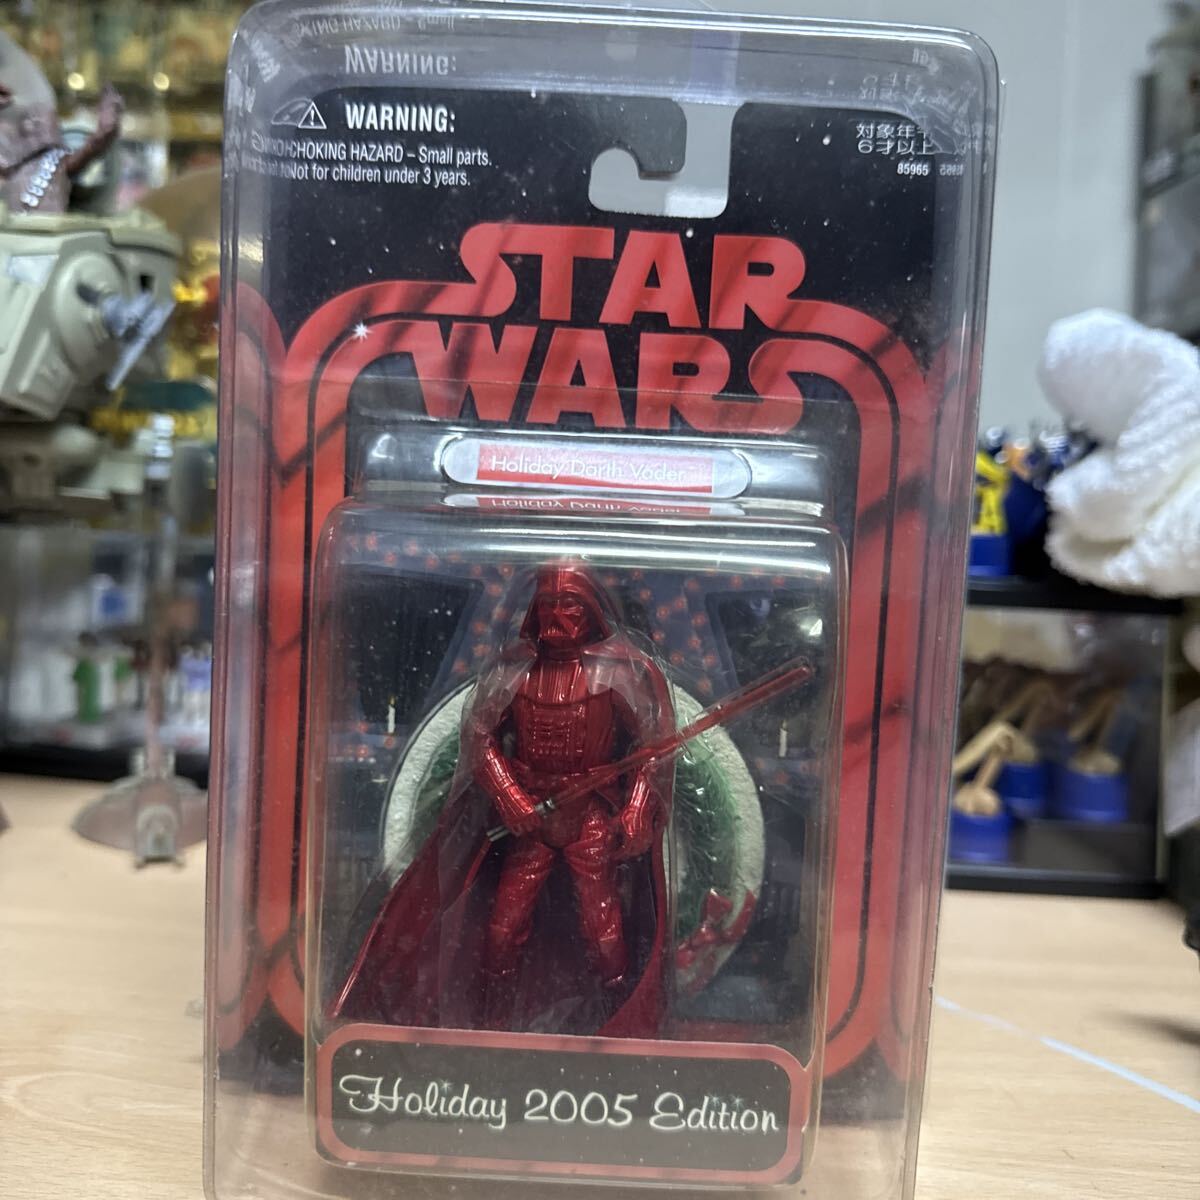 WARNING:
CHOKING HAZARD – Small parts.
Not for children under 3 years.
対象年令
6才以上
85965
STAR
WARS
Holiday Darth Vader
Holiday 2005 Edition